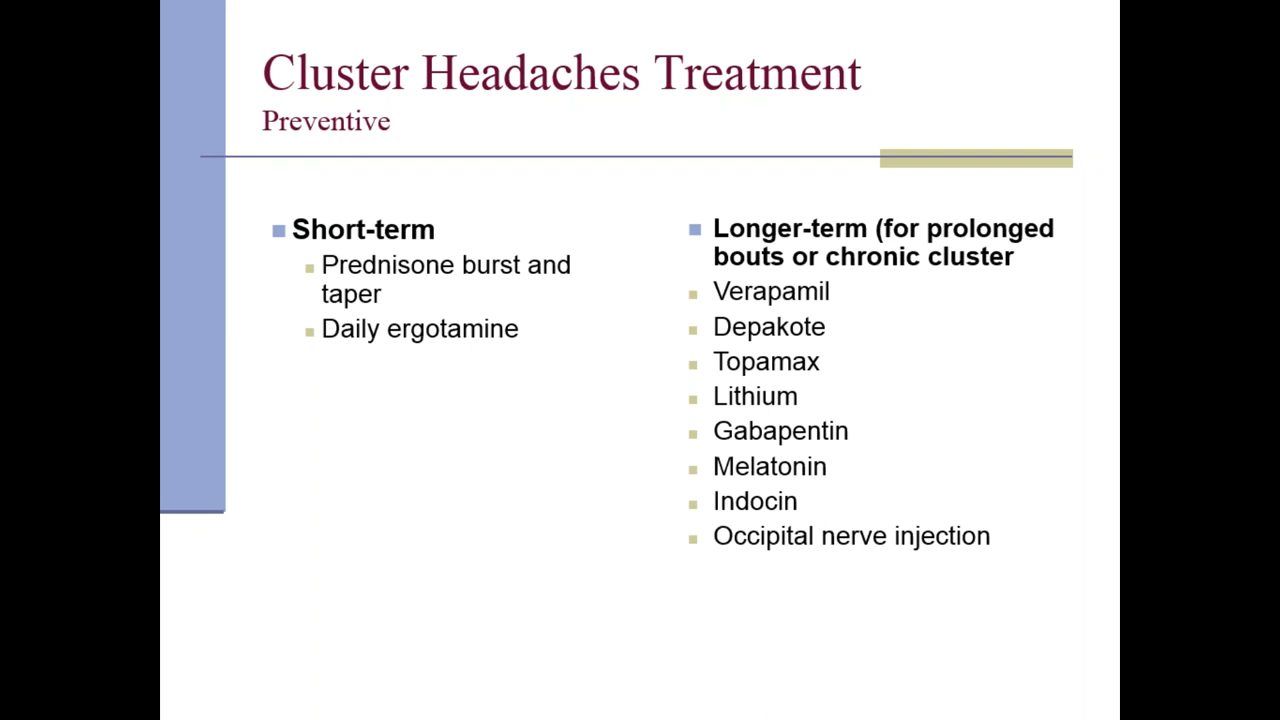 Cluster Headaches Treatment
Preventive
Short-term
Prednisone burst and
taper
Daily ergotamine
Longer-term (for prolonged
bouts or chronic cluster
Verapamil
Depakote
Topamax
Lithium
Gabapentin
Melatonin
Indocin
Occipital nerve injection